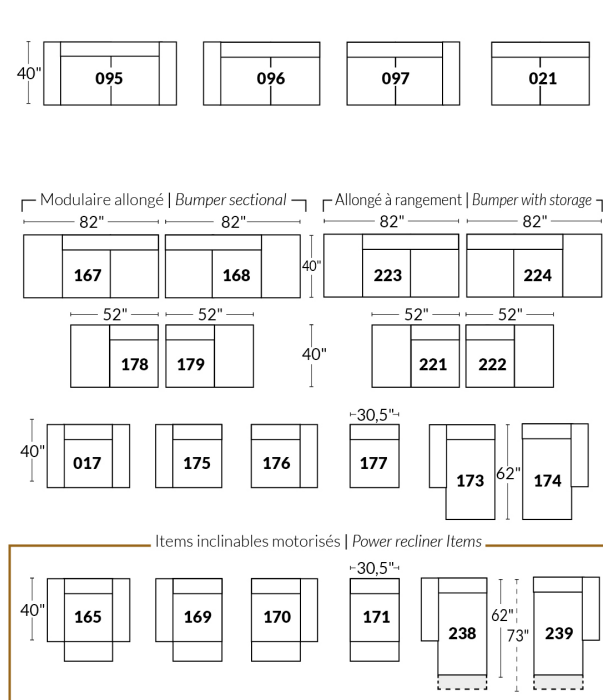 40" 095 096 097 021
Modulaire allongé | Bumper sectional Allongé à rangement | Bumper with storage
82" 82" 82" 82"
167 168 40" 223 224
52" 52" 52" 52"
178 179 40" 221 222
30,5"
40" 017 175 176 177 173 62" 174
Items inclinables motorisés | Power recliner Items
30,5"
40" 165 169 170 171 238 62" 73" 239